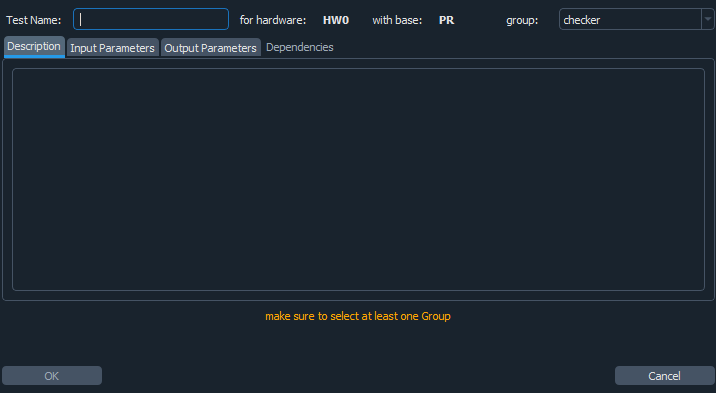 Test Name: for hardware: HW0 with base: PR group: checker
Description Input Parameters Output Parameters Dependencies
make sure to select at least one Group
OK Cancel